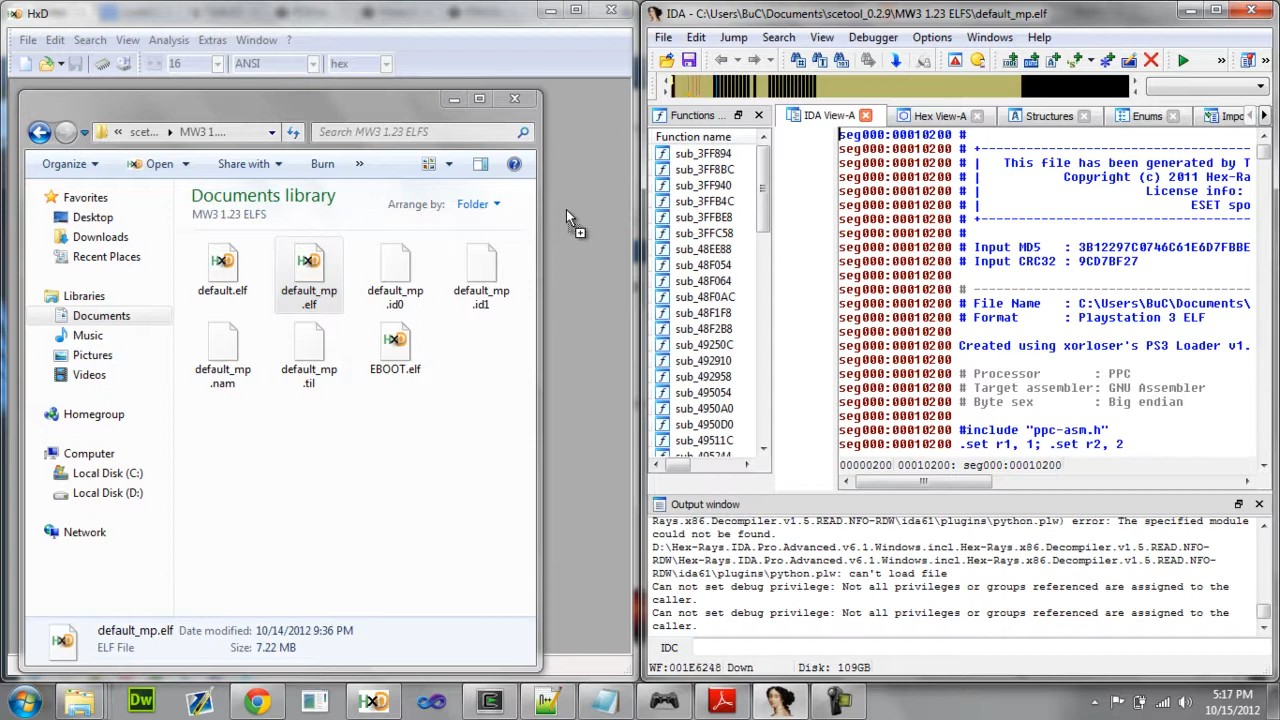 HxD
File Edit Search View Analysis Extras Window ?
16 ANSI hex
scet... MW3 1.... Search MW3 1.23 ELFS
Organize Open Share with Burn »
Favorites
Desktop
Downloads
Recent Places
Libraries
Documents
Music
Pictures
Videos
Homegroup
Computer
Local Disk (C:)
Local Disk (D:)
Network
Documents library
MW3 1.23 ELFS
Arrange by: Folder
default.elf
default_mp
.elf
default_mp
.id0
default_mp
.id1
default_mp
.nam
default_mp
.til
EBOOT.elf
default_mp.elf Date modified: 10/14/2012 9:36 PM
ELF File Size: 7.22 MB
IDA - C:\Users\BuC\Documents\scetool_0.2.9\MW3 1.23 ELFS\default_mp.elf
File Edit Jump Search View Debugger Options Windows Help
Functions ...
Function name
sub_3FF894
sub_3FF8BC
sub_3FF940
sub_3FFB4C
sub_3FFBE8
sub_3FFC58
sub_48EE88
sub_48F054
sub_48F064
sub_48F0AC
sub_48F1F8
sub_48F2B8
sub_49250C
sub_492910
sub_492958
sub_495054
sub_4950A0
sub_4950D0
sub_49511C
sub_495244
IDA View-A Hex View-A Structures Enums Impo
seg000:00010200 #
seg000:00010200 # +-------------------------------------
seg000:00010200 # | This file has been generated by T
seg000:00010200 # | Copyright (c) 2011 Hex-Ra
seg000:00010200 # | License info:
seg000:00010200 # | ESET spo
seg000:00010200 # +-------------------------------------
seg000:00010200 #
seg000:00010200 # Input MD5 : 3B12297C0746C61E6D7FBBE
seg000:00010200 # Input CRC32 : 9CD7BF27
seg000:00010200
seg000:00010200 # ---------------------------------------
seg000:00010200 # File Name : C:\Users\BuC\Documents\
seg000:00010200 # Format : Playstation 3 ELF
seg000:00010200
seg000:00010200 Created using xorloser's PS3 Loader v1.
seg000:00010200
seg000:00010200 # Processor : PPC
seg000:00010200 # Target assembler: GNU Assembler
seg000:00010200 # Byte sex : Big endian
seg000:00010200
seg000:00010200 #include "ppc-asm.h"
seg000:00010200 .set r1, 1; .set r2, 2
00000200 00010200: seg000:00010200
Output window
Rays.x86.Decompiler.v1.5.READ.NFO-RDW\ida61\plugins\python.plw) error: The specified module
could not be found.
D:\Hex-Rays.IDA.Pro.Advanced.v6.1.Windows.incl.Hex-Rays.x86.Decompiler.v1.5.READ.NFO-
RDW\Hex-Rays.IDA.Pro.Advanced.v6.1.Windows.incl.Hex-Rays.x86.Decompiler.v1.5.READ.NFO-
RDW\ida61\plugins\python.plw: can't load file
Can not set debug privilege: Not all privileges or groups referenced are assigned to the
caller.
Can not set debug privilege: Not all privileges or groups referenced are assigned to the
caller.
IDC
WF:001E6248 Down Disk: 109GB
Dw
5:17 PM
10/15/2012